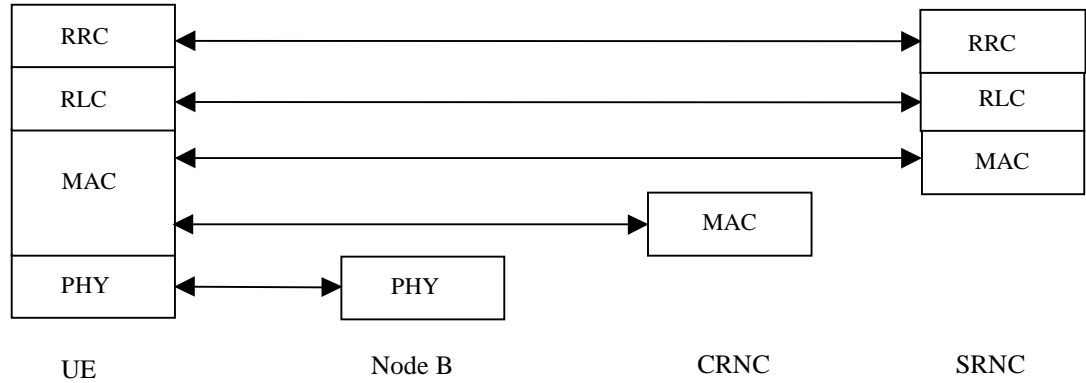 RRC
RRC
RLC
RLC
MAC
MAC
MAC
PHY
PHY
UE
Node B
CRNC
SRNC